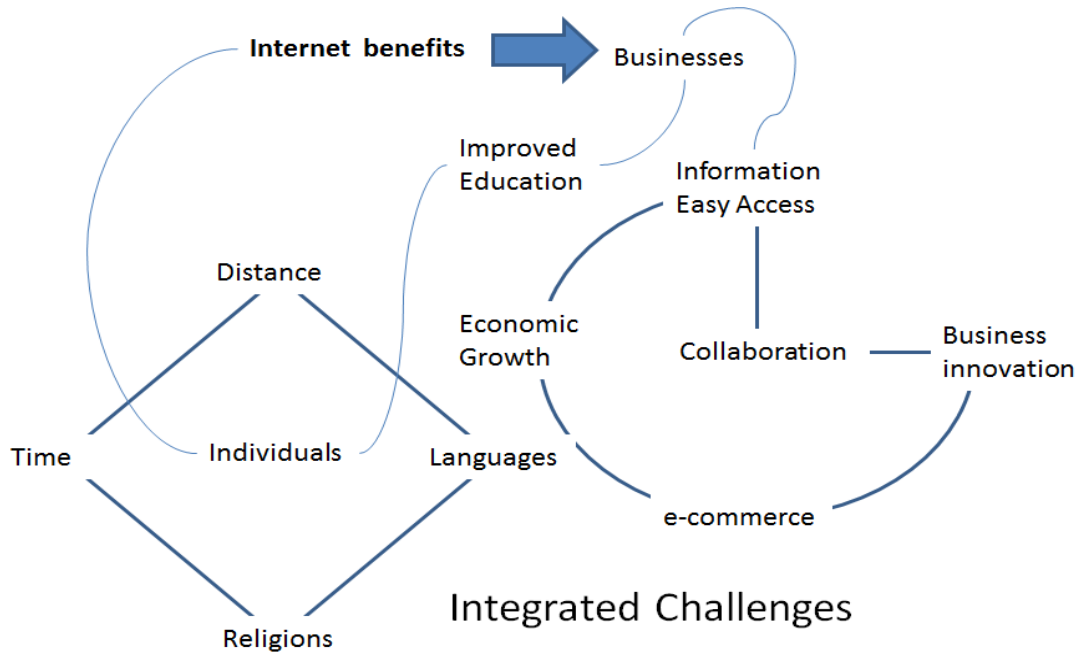 Internet benefits
Businesses
Improved
Education
Information
Easy Access
Distance
Economic
Growth
Collaboration
Business
innovation
Time
Individuals
Languages
e-commerce
Integrated Challenges
Religions